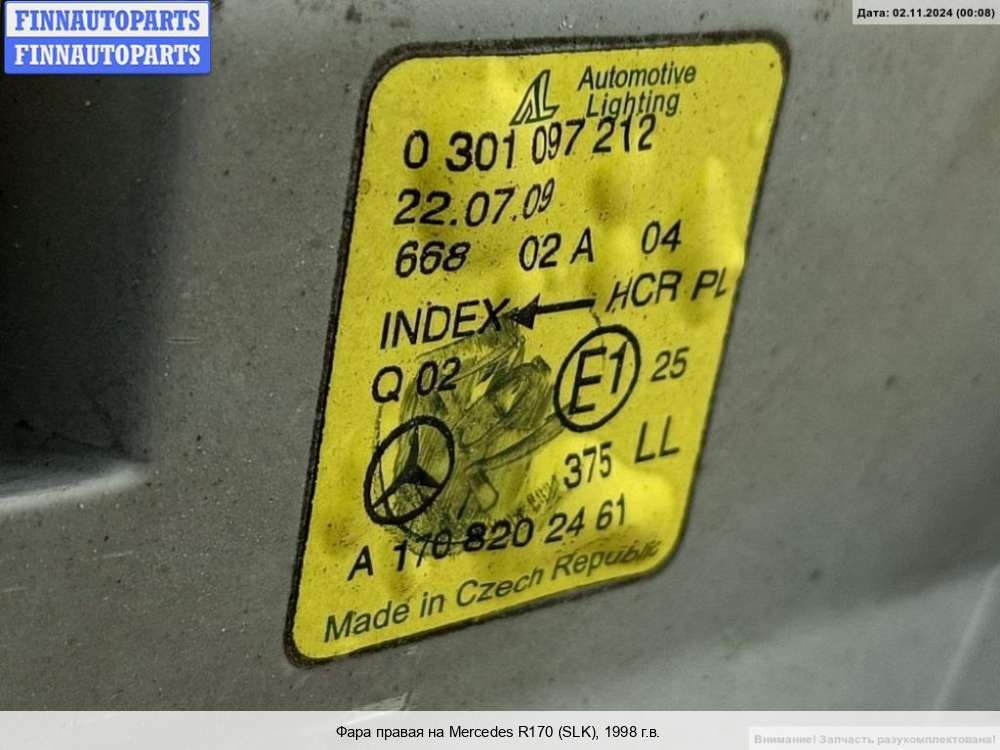 FINNAUTOPARTS
FINNAUTOPARTS
Дата: 02.11.2024 (00:08)
AL Automotive
Lighting
0 301 097 212
22.07.09
668 02 A 04
INDEX ← HCR PL
Q 02 E1 25
375 LL
A 170 820 24 61
Made in Czech Republic
Фара правая на Mercedes R170 (SLK), 1998 г.в.
Внимание! Запчасть разукомплектована!